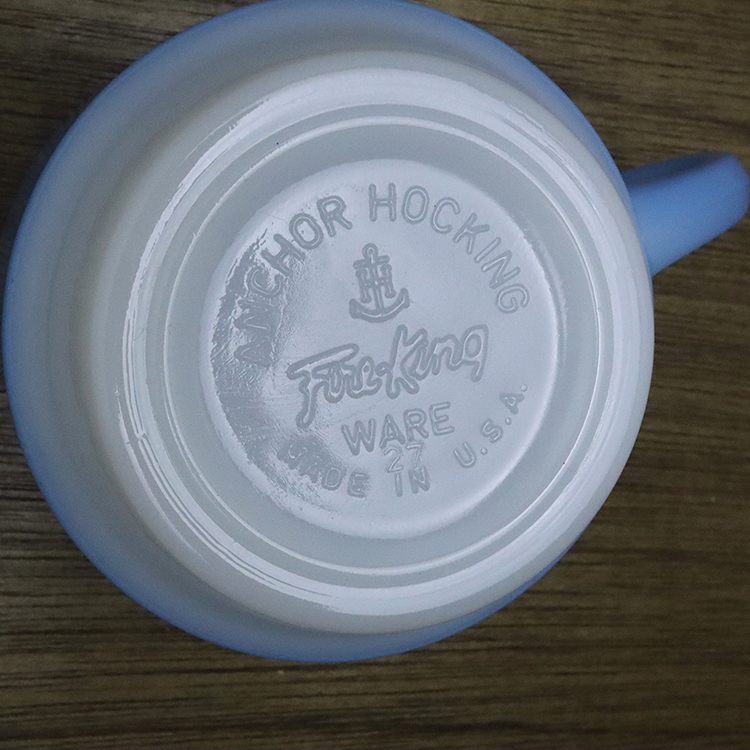 ANCHOR HOCKING
Fire-King
WARE
27
MADE IN U.S.A.